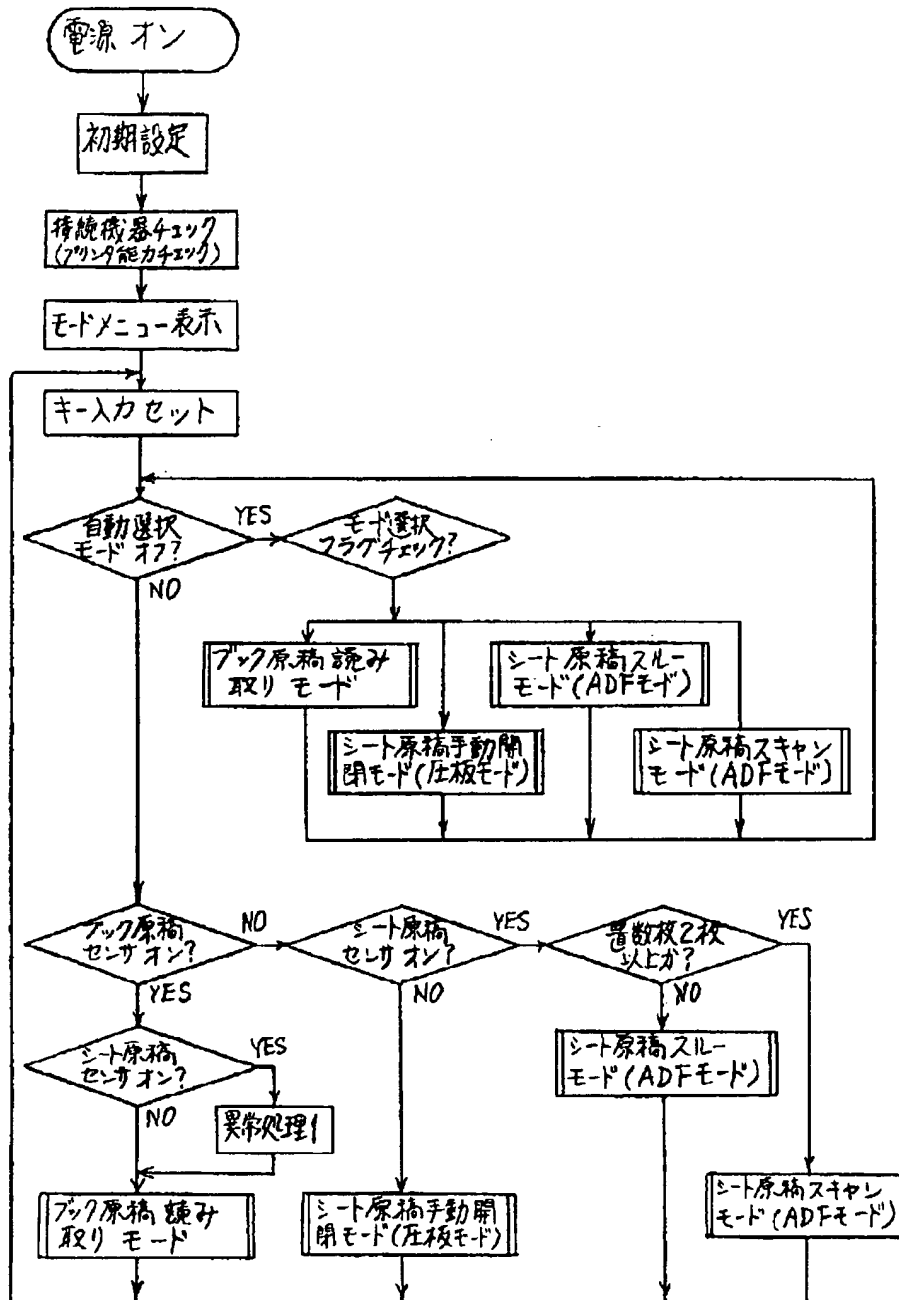 電源 オン
初期設定
接続機器チェック
(プリンタ能力チェック)
モードメニュー表示
キー入力セット
自動選択
モードオフ?
YES
NO
モード選択
フラグチェック?
ブック原稿 読み
取り モード
シート原稿スルー
モード(ADFモード)
シート原稿手動開
閉モード(圧板モード)
シート原稿スキャン
モード(ADFモード)
ブック原稿
センサオン?
NO
YES
シート原稿
センサオン?
YES
NO
置数枚2枚
以上か?
YES
NO
シート原稿
センサオン?
YES
NO
異常処理1
シート原稿スルー
モード(ADFモード)
ブック原稿 読み
取り モード
シート原稿手動開
閉モード(圧板モード)
シート原稿スキャン
モード(ADFモード)